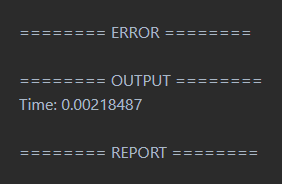 ======== ERROR ========
======== OUTPUT ========
Time: 0.00218487
======== REPORT ========